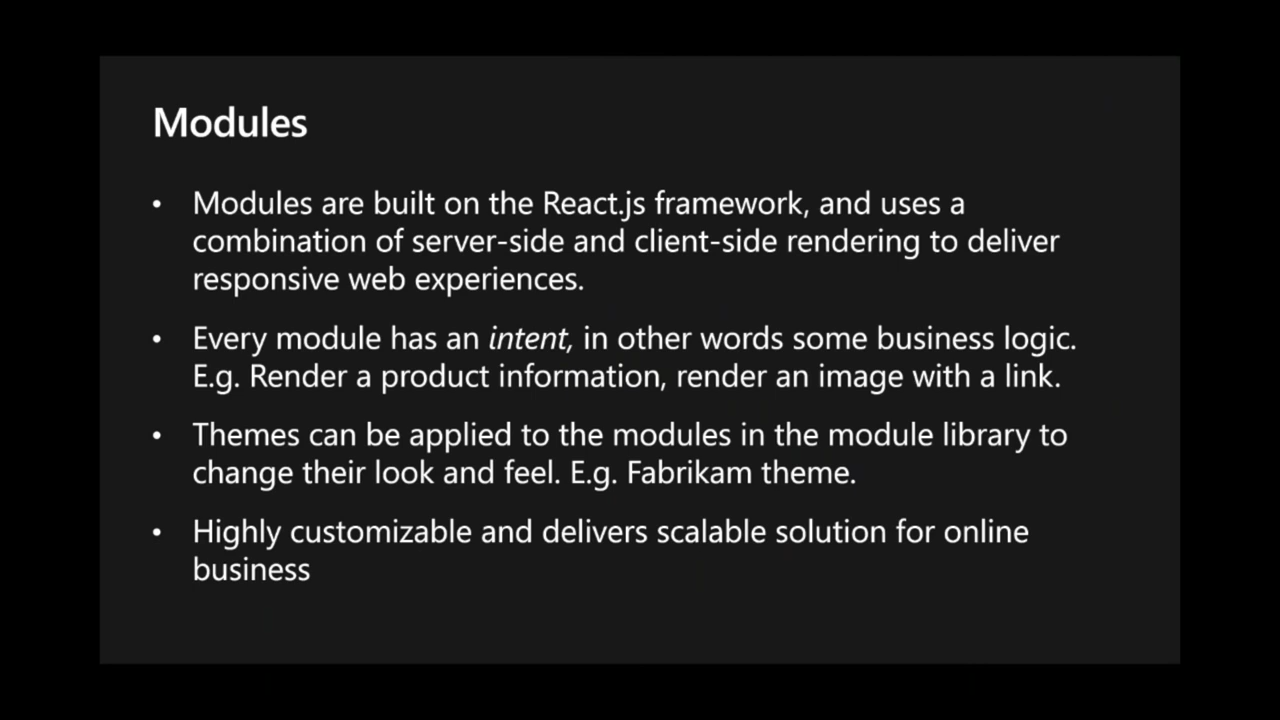 Modules
• Modules are built on the React.js framework, and uses a
combination of server-side and client-side rendering to deliver
responsive web experiences.
• Every module has an intent, in other words some business logic.
E.g. Render a product information, render an image with a link.
• Themes can be applied to the modules in the module library to
change their look and feel. E.g. Fabrikam theme.
• Highly customizable and delivers scalable solution for online
business